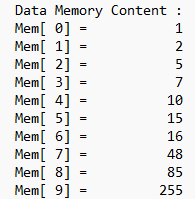 Data Memory Content :
Mem[ 0] =          1
Mem[ 1] =          2
Mem[ 2] =          5
Mem[ 3] =          7
Mem[ 4] =         10
Mem[ 5] =         15
Mem[ 6] =         16
Mem[ 7] =         48
Mem[ 8] =         85
Mem[ 9] =        255